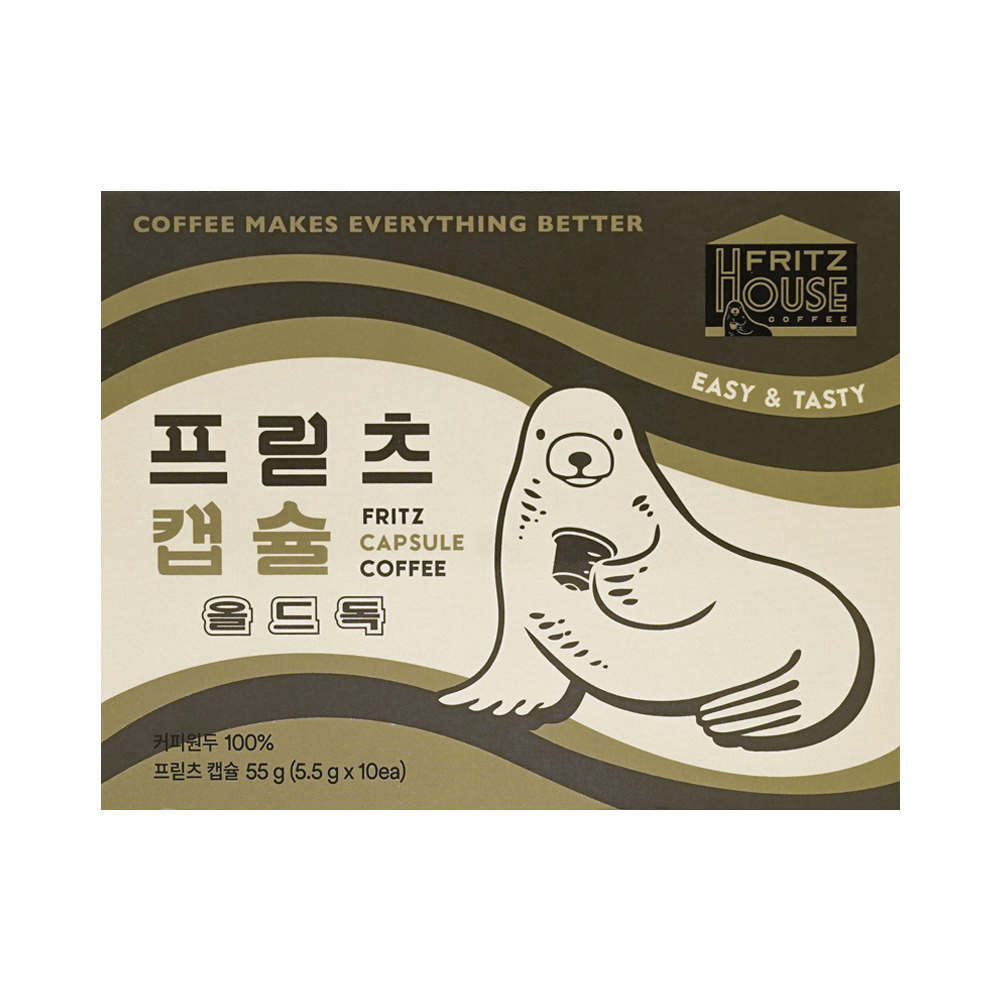 COFFEE MAKES EVERYTHING BETTER
FRITZ
HOUSE
COFFEE
EASY & TASTY
프릳츠
캡슐
FRITZ
CAPSULE
COFFEE
올드독
커피원두 100%
프릳츠 캡슐 55 g (5.5 g x 10ea)